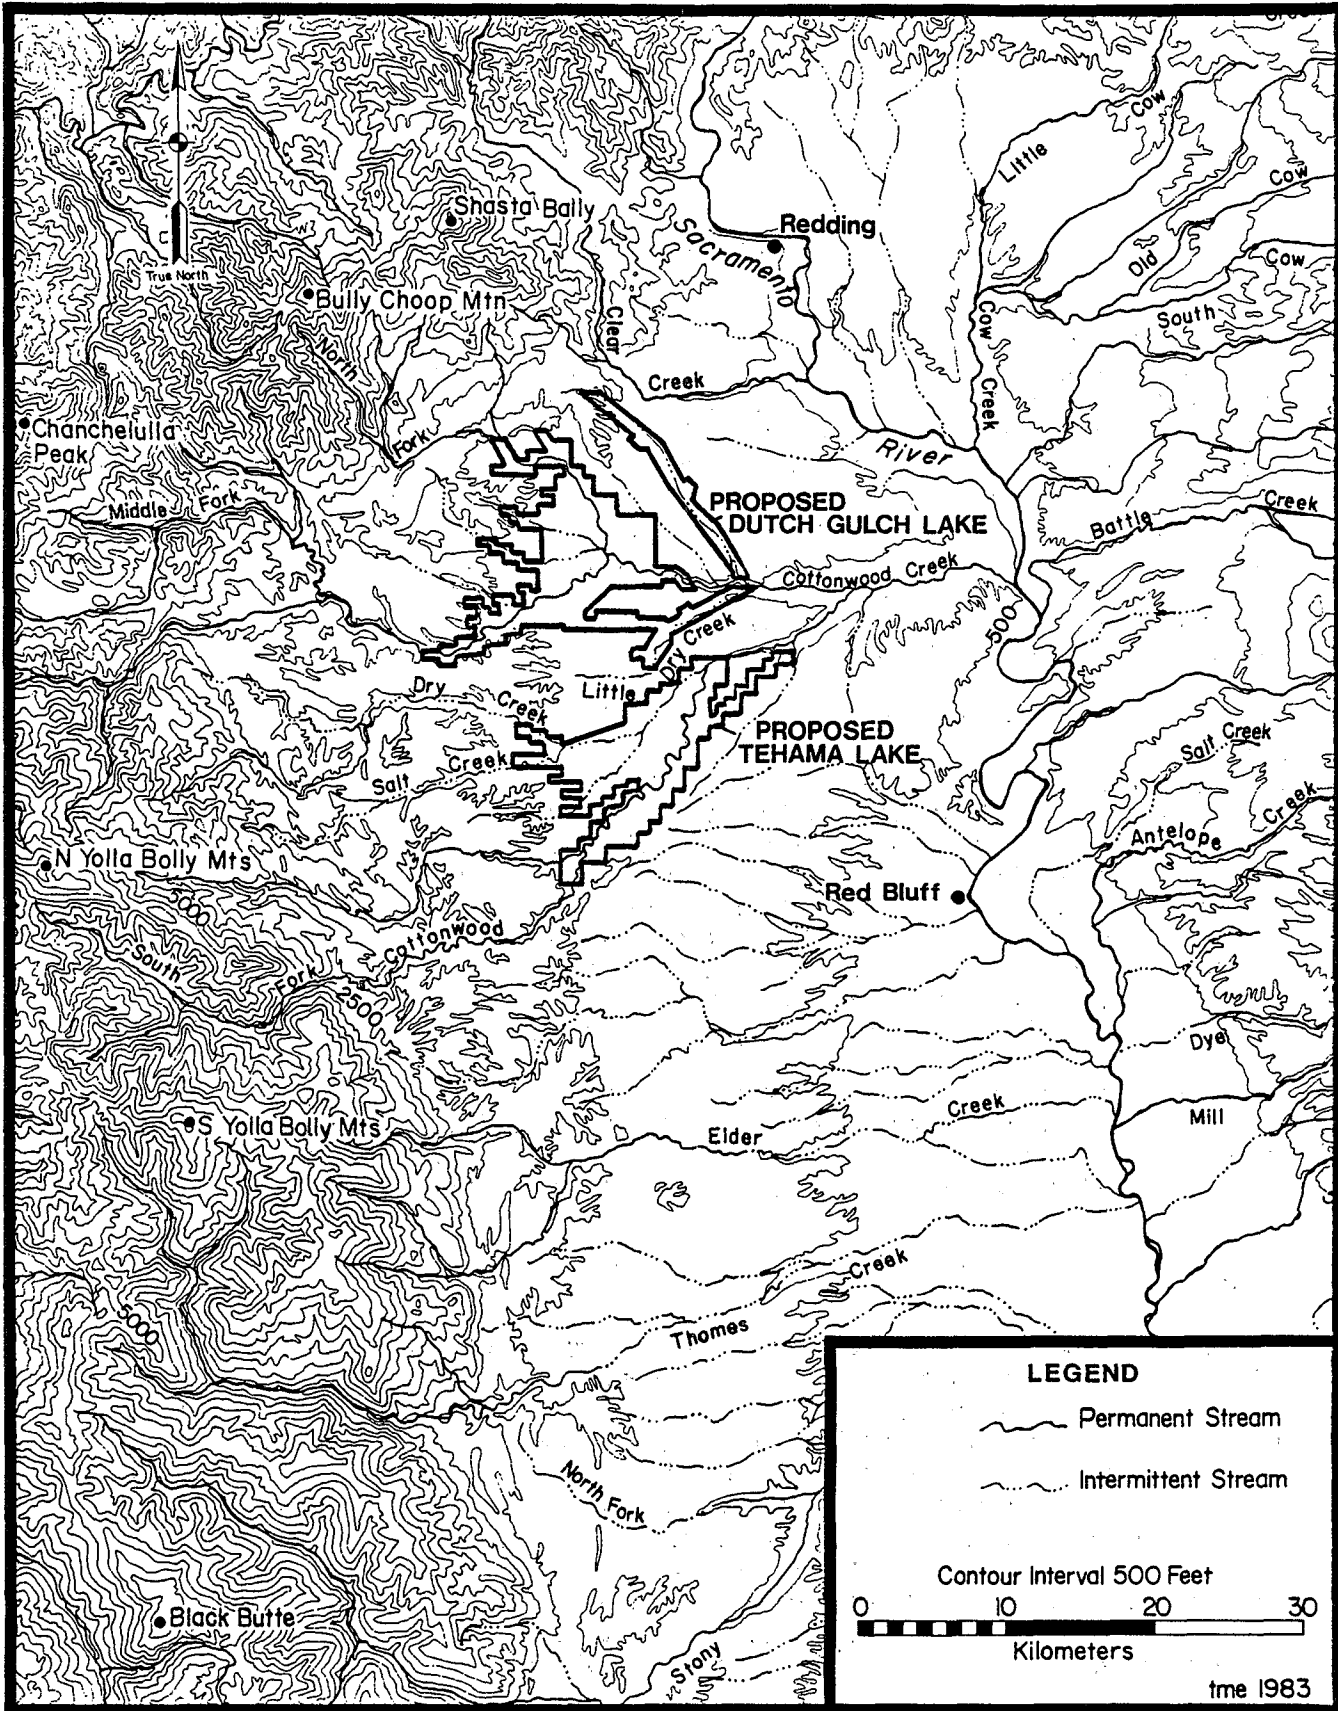 Little
Cow
Cow
Old
Cow
South
Cow
Creek
Shasta Bally
Redding
Sacramento
River
True North
Bully Choop Mtn
Clear
Creek
North
Fork
Chanchelulla
Peak
Middle Fork
PROPOSED
DUTCH GULCH LAKE
Battle
Creek
Cottonwood Creek
500
Dry
Creek
Little
Dry Creek
PROPOSED
TEHAMA LAKE
Salt Creek
Salt Creek
Antelope Creek
N Yolla Bolly Mts
5000
Red Bluff
South
Fork
Cottonwood
2500
Dye
Mill
Creek
S Yolla Bolly Mts
Elder
5000
Creek
Thomes
North Fork
Black Butte
Stony
LEGEND
Permanent Stream
Intermittent Stream
Contour Interval 500 Feet
0 10 20 30
Kilometers
tme 1983